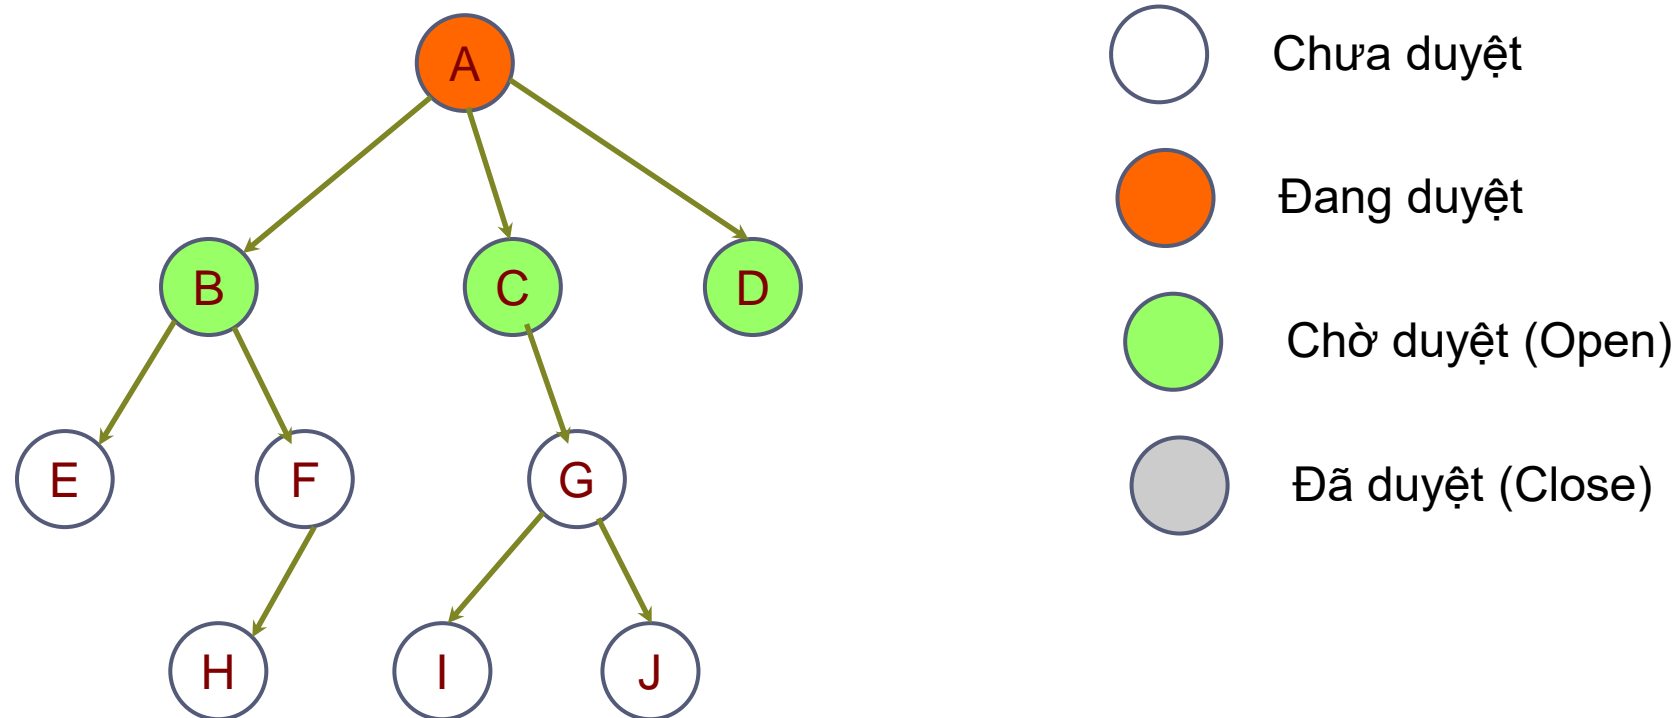 A
B
C
D
E
F
G
H
I
J
Chưa duyệt
Đang duyệt
Chờ duyệt (Open)
Đã duyệt (Close)